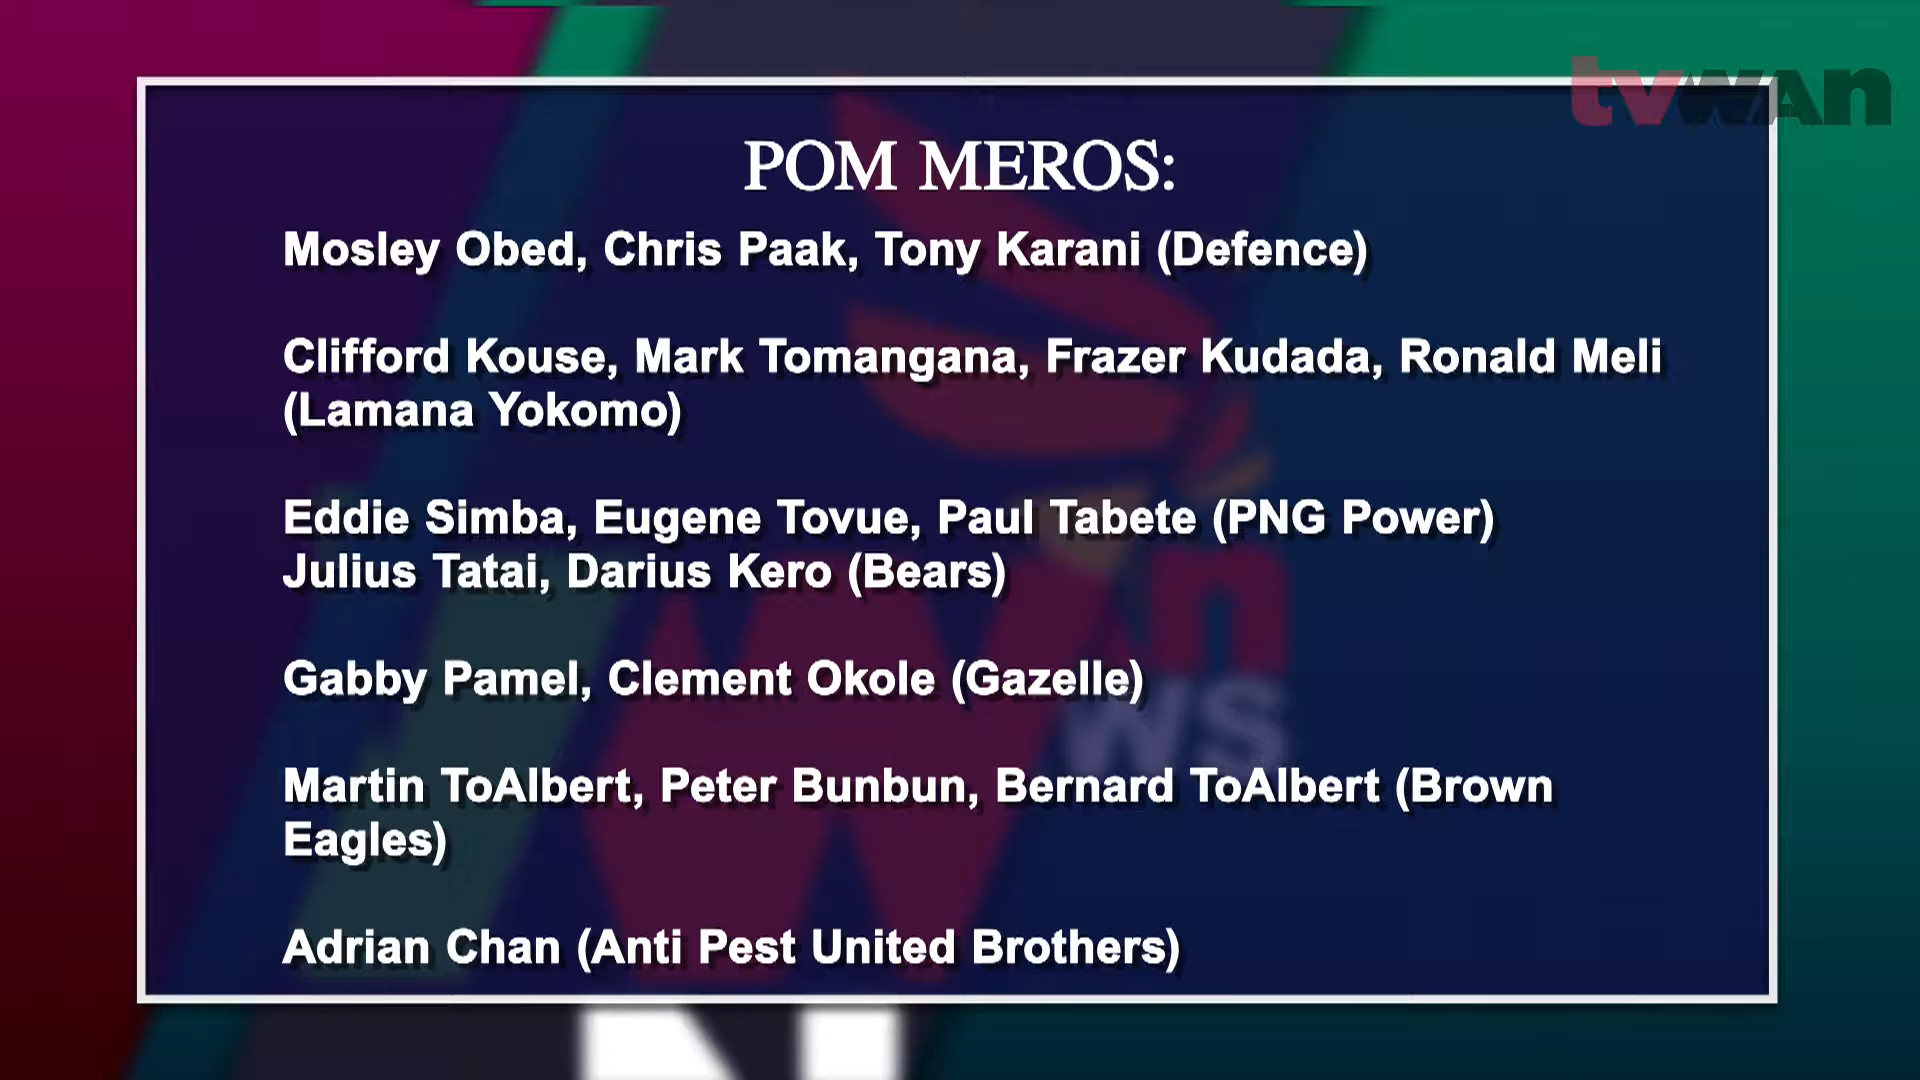 tvwan
POM MEROS:
Mosley Obed, Chris Paak, Tony Karani (Defence)
Clifford Kouse, Mark Tomangana, Frazer Kudada, Ronald Meli
(Lamana Yokomo)
Eddie Simba, Eugene Tovue, Paul Tabete (PNG Power)
Julius Tatai, Darius Kero (Bears)
Gabby Pamel, Clement Okole (Gazelle)
Martin ToAlbert, Peter Bunbun, Bernard ToAlbert (Brown
Eagles)
Adrian Chan (Anti Pest United Brothers)